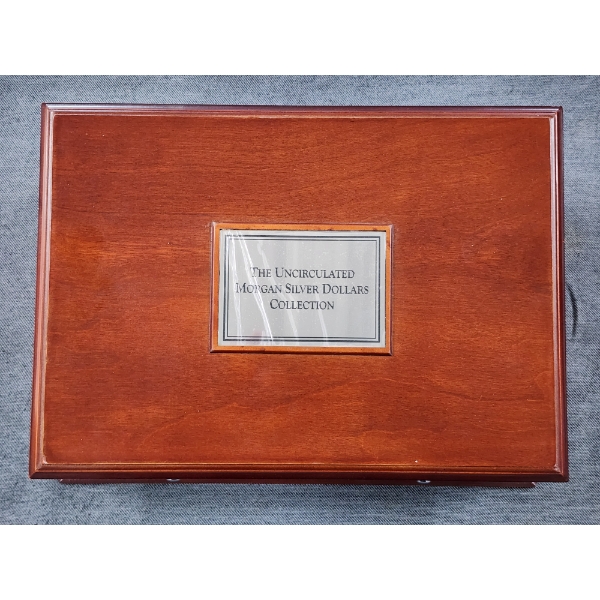 The Uncirculated
Morgan Silver Dollars
Collection